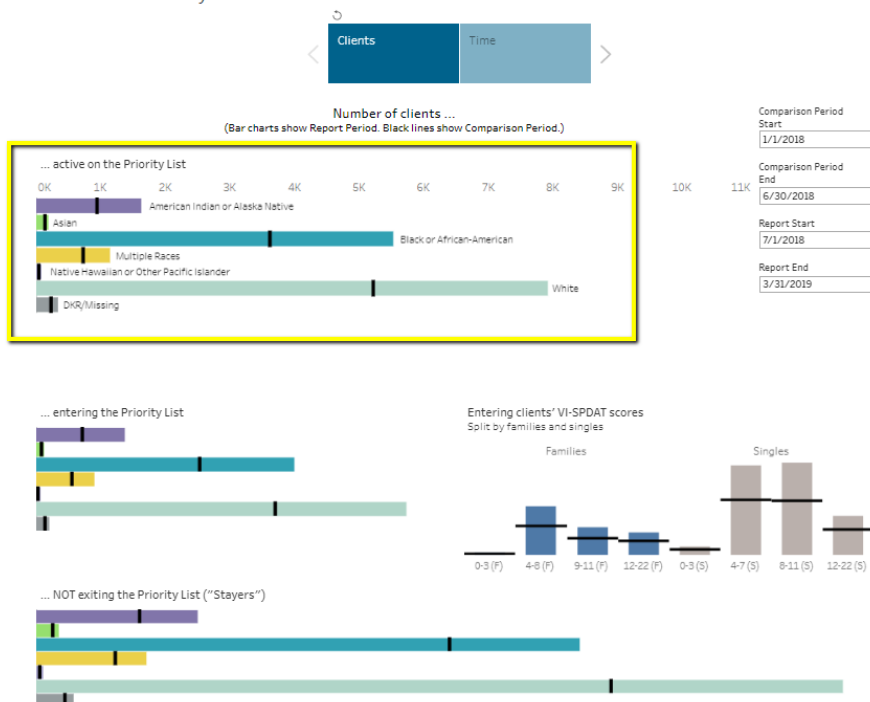 Clients
Time
Number of clients ...
(Bar charts show Report Period. Black lines show Comparison Period.)
Comparison Period
Start
1/1/2018
Comparison Period
End
6/30/2018
Report Start
7/1/2018
Report End
3/31/2019
... active on the Priority List
0K 1K 2K 3K 4K 5K 6K 7K 8K 9K 10K 11K
American Indian or Alaska Native
Asian
Black or African-American
Multiple Races
Native Hawaiian or Other Pacific Islander
White
DKR/Missing
... entering the Priority List
Entering clients' VI-SPDAT scores
Split by families and singles
Families
Singles
0-3 (F) 4-8 (F) 9-11 (F) 12-22 (F) 0-3 (S) 4-7 (S) 8-11 (S) 12-22 (S)
... NOT exiting the Priority List ("Stayers")